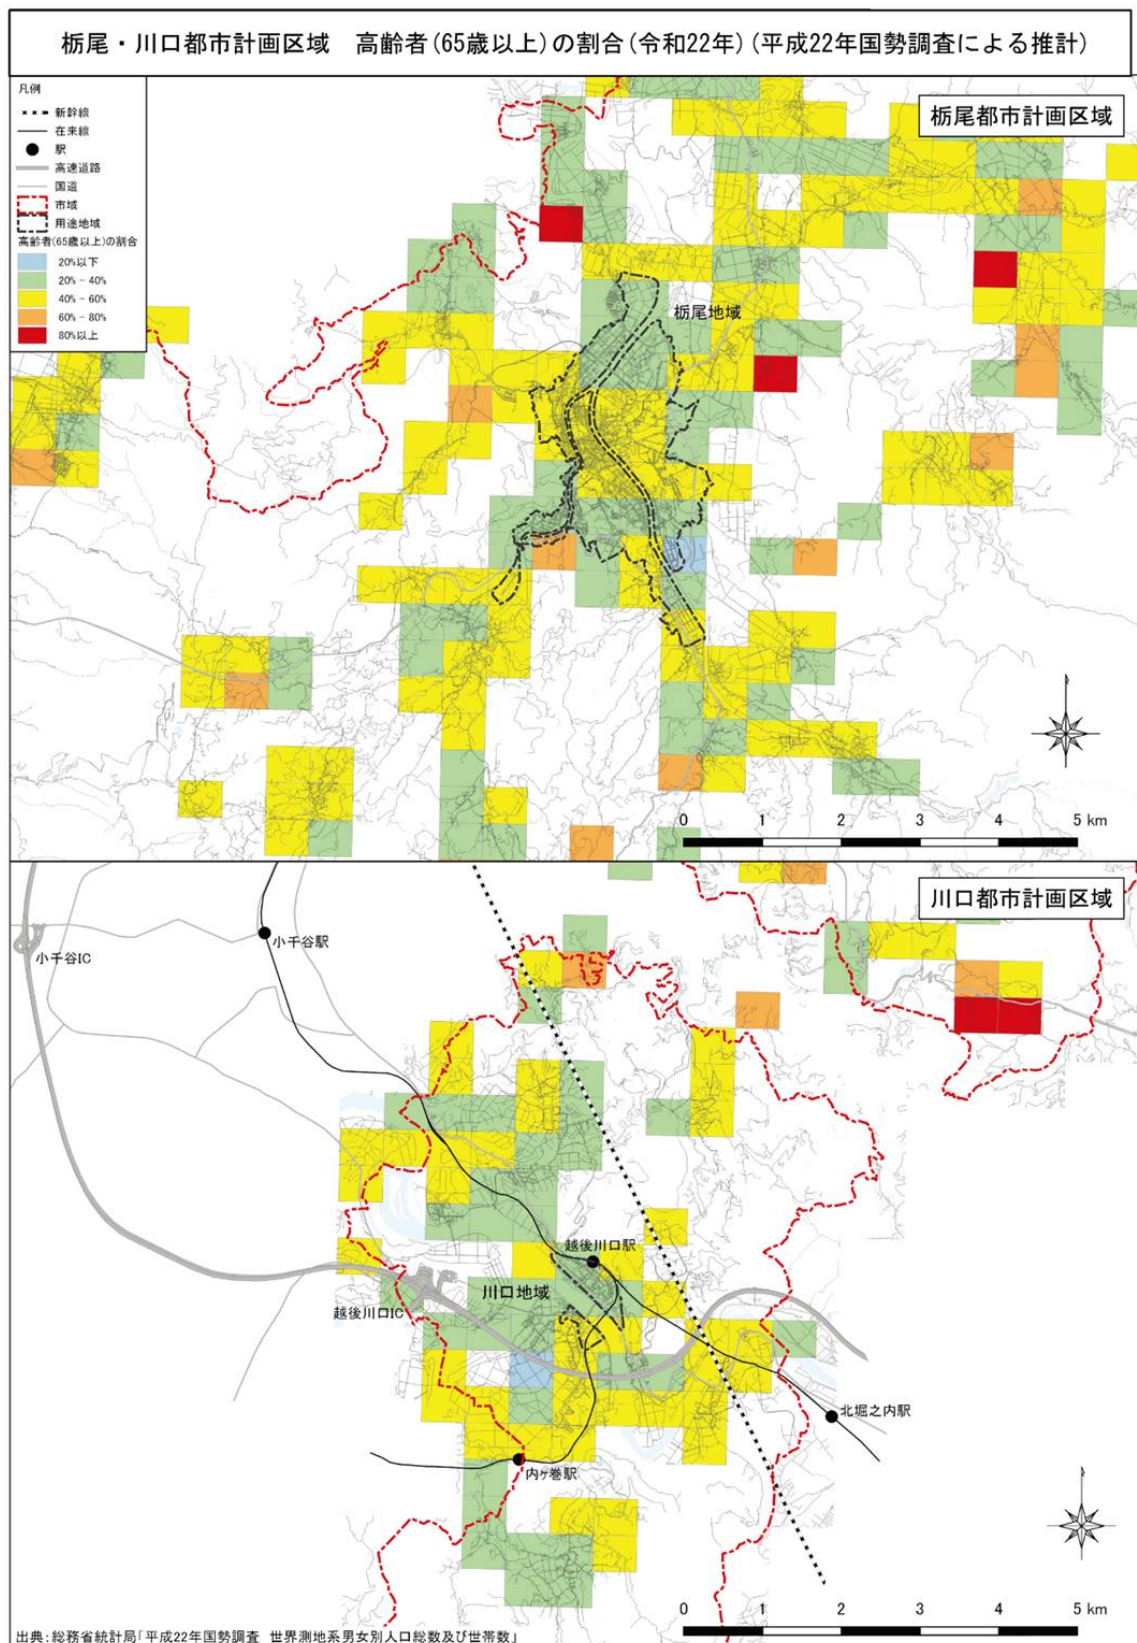 栃尾・川口都市計画区域　高齢者(65歳以上)の割合(令和22年)(平成22年国勢調査による推計)
凡例
新幹線
在来線
駅
高速道路
国道
市域
用途地域
高齢者(65歳以上)の割合
20%以下
20% - 40%
40% - 60%
60% - 80%
80%以上
栃尾都市計画区域
栃尾地域
0 1 2 3 4 5 km
川口都市計画区域
小千谷駅
小千谷IC
越後川口駅
川口地域
越後川口IC
北堀之内駅
内ヶ巻駅
0 1 2 3 4 5 km
出典：総務省統計局「平成22年国勢調査　世界測地系男女別人口総数及び世帯数」